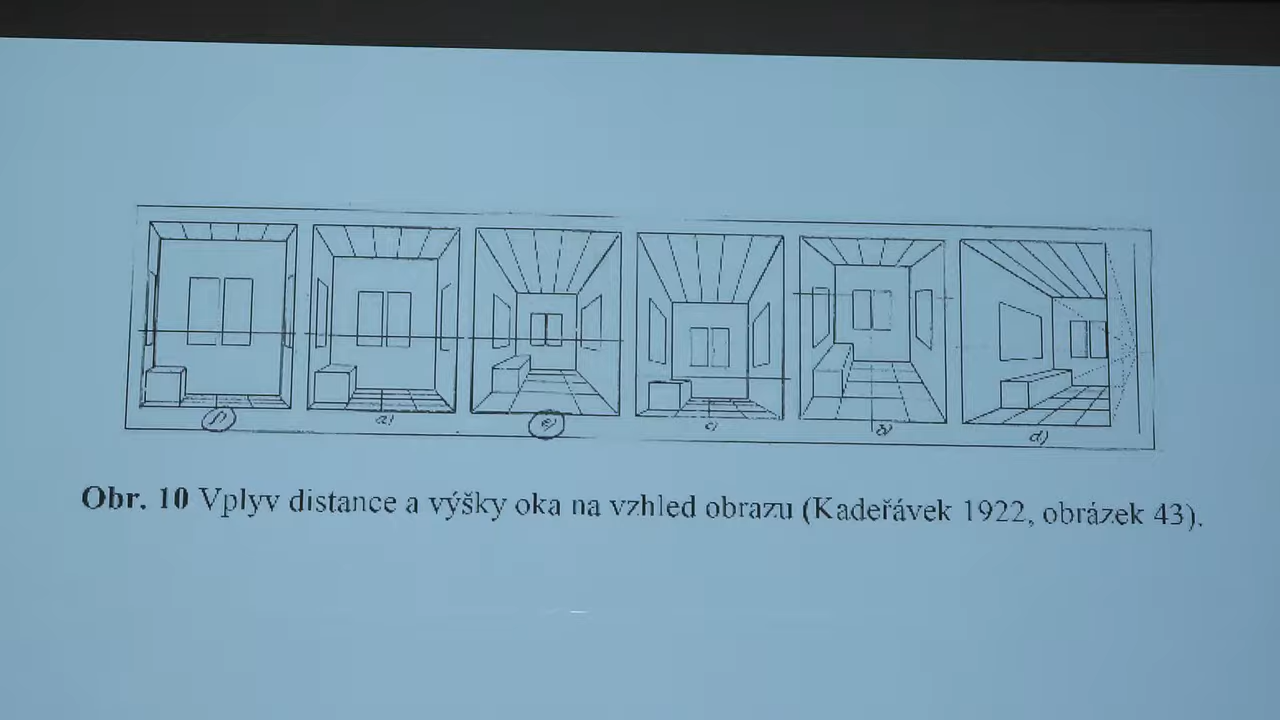 f) a) e) c) b) d)
Obr. 10 Vplyv distance a výšky oka na vzhled obrazu (Kadeřávek 1922, obrázek 43).